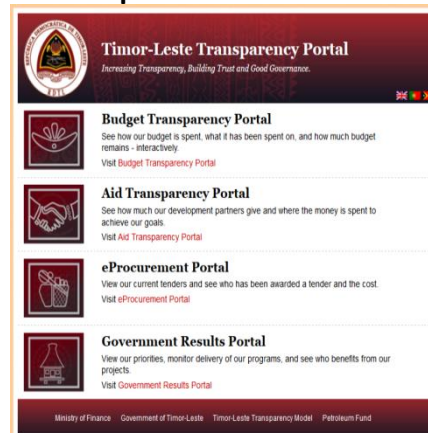 Timor-Leste Transparency Portal
Increasing Transparency, Building Trust and Good Governance.
Budget Transparency Portal
See how our budget is spent, what it has been spent on, and how much budget
remains - interactively.
Visit Budget Transparency Portal
Aid Transparency Portal
See how much our development partners give and where the money is spent to
achieve our goals.
Visit Aid Transparency Portal
eProcurement Portal
View our current tenders and see who has been awarded a tender and the cost.
Visit eProcurement Portal
Government Results Portal
View our priorities, monitor delivery of our programs, and see who benefits from our
projects.
Visit Government Results Portal
Ministry of Finance Government of Timor-Leste Timor-Leste Transparency Model Petroleum Fund